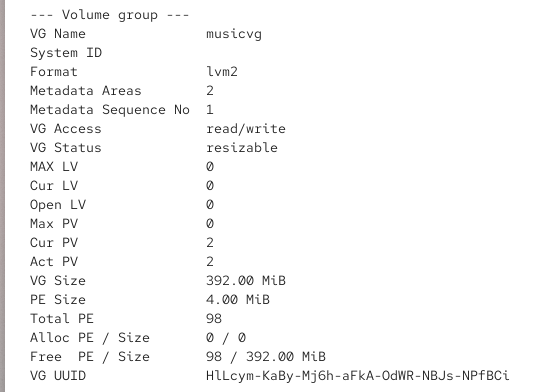 --- Volume group ---
VG Name               musicvg
System ID
Format                lvm2
Metadata Areas        2
Metadata Sequence No  1
VG Access             read/write
VG Status             resizable
MAX LV                0
Cur LV                0
Open LV               0
Max PV                0
Cur PV                2
Act PV                2
VG Size               392.00 MiB
PE Size               4.00 MiB
Total PE              98
Alloc PE / Size       0 / 0
Free  PE / Size       98 / 392.00 MiB
VG UUID               HlLcym-KaBy-Mj6h-aFkA-OdWR-NBJs-NPfBCi